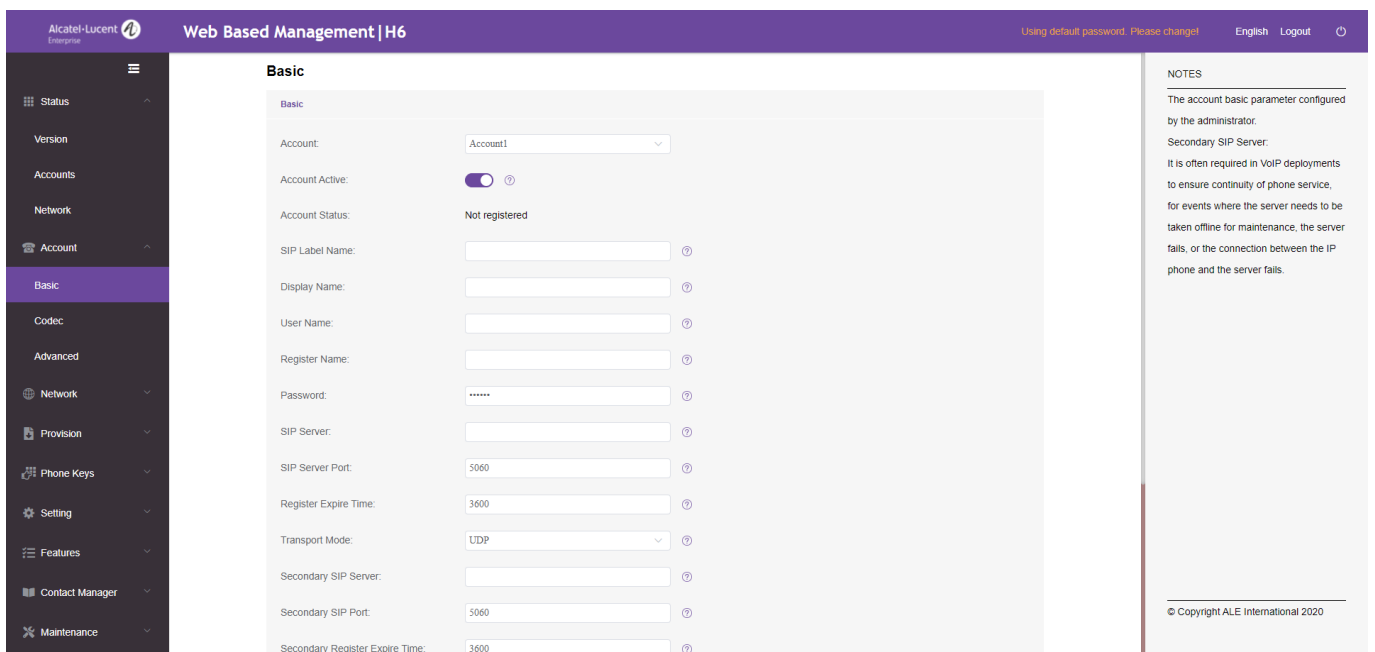 Alcatel-Lucent
Enterprise
Web Based Management | H6
Using default password. Please change!
English Logout
Status
Version
Accounts
Network
Account
Basic
Codec
Advanced
Network
Provision
Phone Keys
Setting
Features
Contact Manager
Maintenance
Basic
Basic
Account: Account1
Account Active:
Account Status: Not registered
SIP Label Name:
Display Name:
User Name:
Register Name:
Password: ••••••
SIP Server:
SIP Server Port: 5060
Register Expire Time: 3600
Transport Mode: UDP
Secondary SIP Server:
Secondary SIP Port: 5060
Secondary Register Expire Time: 3600
NOTES
The account basic parameter configured
by the administrator.
Secondary SIP Server:
It is often required in VoIP deployments
to ensure continuity of phone service,
for events where the server needs to be
taken offline for maintenance, the server
fails, or the connection between the IP
phone and the server fails.
© Copyright ALE International 2020